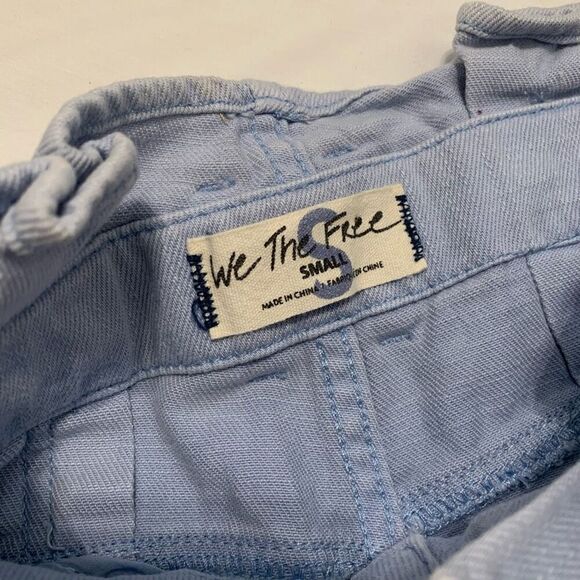 We The Free
S
SMALL
MADE IN CHINA / FABRIQUÉ EN CHINE